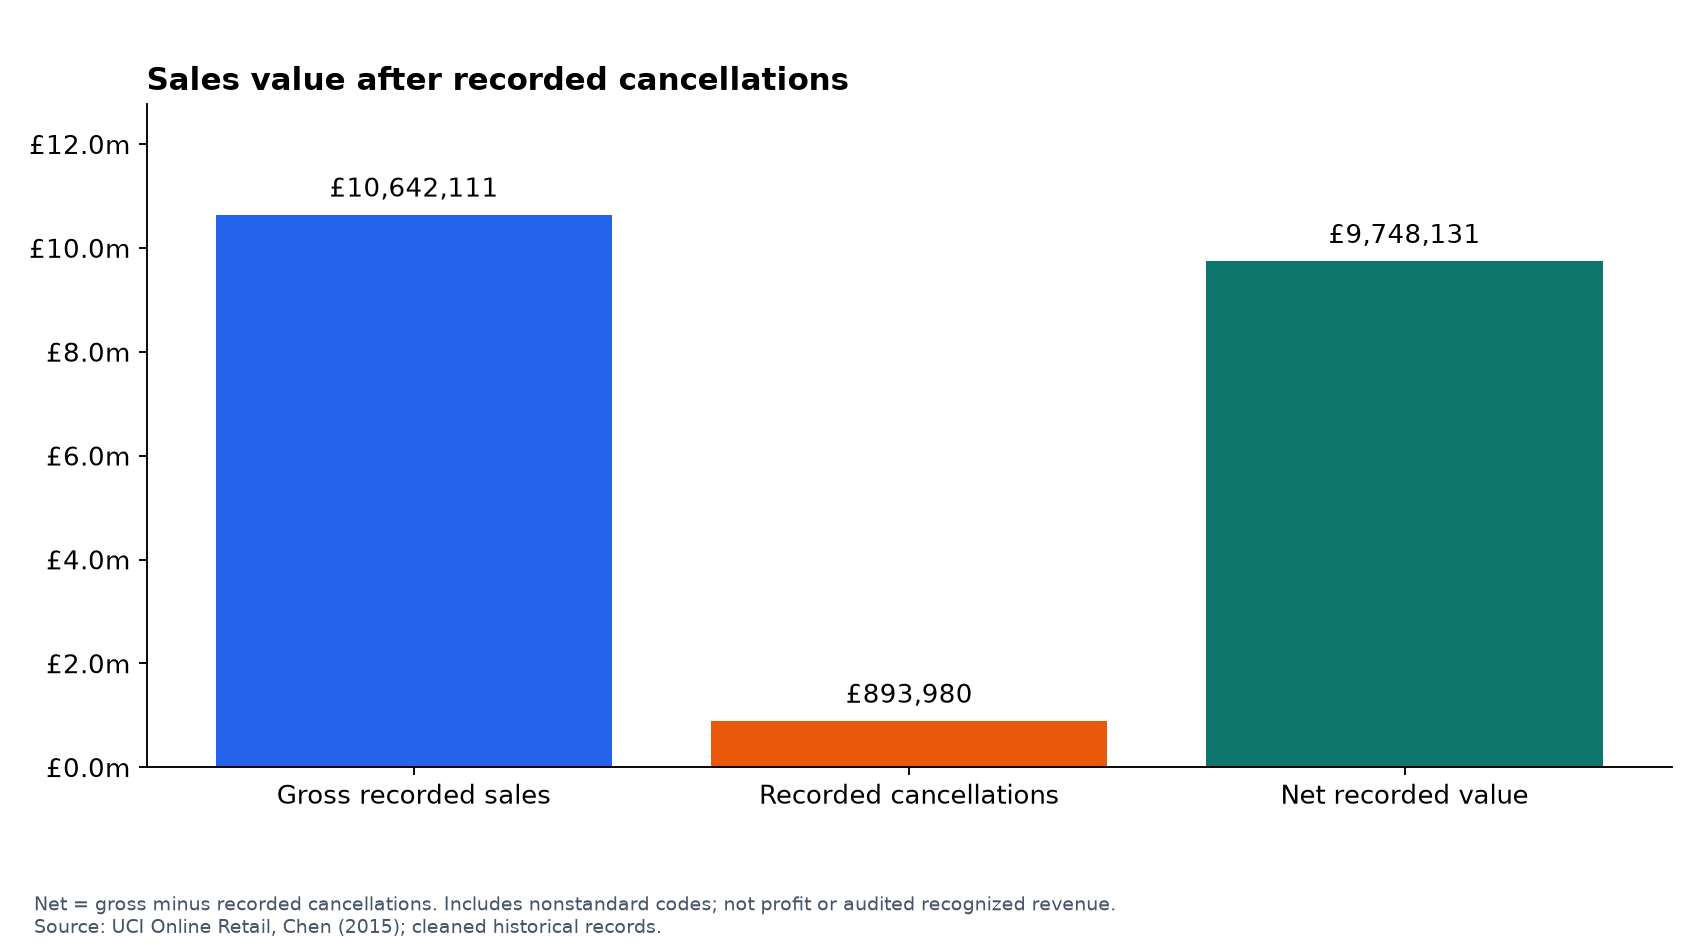 Sales value after recorded cancellations
£12.0m
£10.0m
£8.0m
£6.0m
£4.0m
£2.0m
£0.0m
£10,642,111
£893,980
£9,748,131
Gross recorded sales
Recorded cancellations
Net recorded value
Net = gross minus recorded cancellations. Includes nonstandard codes; not profit or audited recognized revenue.
Source: UCI Online Retail, Chen (2015); cleaned historical records.